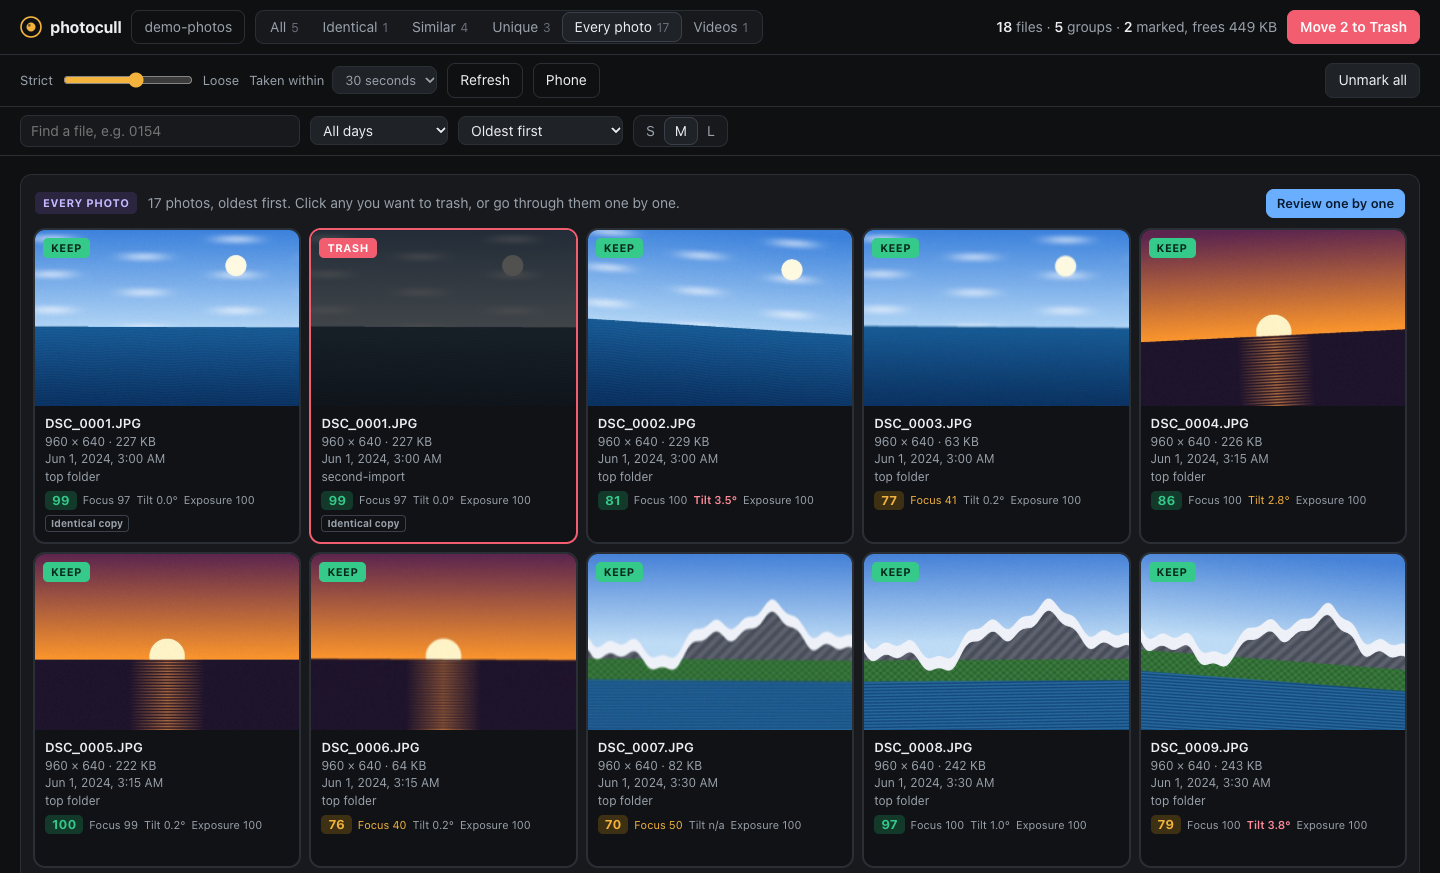 photocull demo-photos All 5 Identical 1 Similar 4 Unique 3 Every photo 17 Videos 1 18 files · 5 groups · 2 marked, frees 449 KB Move 2 to Trash
Strict Loose Taken within 30 seconds Refresh Phone Unmark all
Find a file, e.g. 0154 All days Oldest first S M L
EVERY PHOTO 17 photos, oldest first. Click any you want to trash, or go through them one by one. Review one by one
KEEP
DSC_0001.JPG
960 × 640 · 227 KB
Jun 1, 2024, 3:00 AM
top folder
99 Focus 97 Tilt 0.0° Exposure 100
Identical copy
TRASH
DSC_0001.JPG
960 × 640 · 227 KB
Jun 1, 2024, 3:00 AM
second-import
99 Focus 97 Tilt 0.0° Exposure 100
Identical copy
KEEP
DSC_0002.JPG
960 × 640 · 229 KB
Jun 1, 2024, 3:00 AM
top folder
81 Focus 100 Tilt 3.5° Exposure 100
KEEP
DSC_0003.JPG
960 × 640 · 63 KB
Jun 1, 2024, 3:00 AM
top folder
77 Focus 41 Tilt 0.2° Exposure 100
KEEP
DSC_0004.JPG
960 × 640 · 226 KB
Jun 1, 2024, 3:15 AM
top folder
86 Focus 100 Tilt 2.8° Exposure 100
KEEP
DSC_0005.JPG
960 × 640 · 222 KB
Jun 1, 2024, 3:15 AM
top folder
100 Focus 99 Tilt 0.2° Exposure 100
KEEP
DSC_0006.JPG
960 × 640 · 64 KB
Jun 1, 2024, 3:15 AM
top folder
76 Focus 40 Tilt 0.2° Exposure 100
KEEP
DSC_0007.JPG
960 × 640 · 82 KB
Jun 1, 2024, 3:30 AM
top folder
70 Focus 50 Tilt n/a Exposure 100
KEEP
DSC_0008.JPG
960 × 640 · 242 KB
Jun 1, 2024, 3:30 AM
top folder
97 Focus 100 Tilt 1.0° Exposure 100
KEEP
DSC_0009.JPG
960 × 640 · 243 KB
Jun 1, 2024, 3:30 AM
top folder
79 Focus 100 Tilt 3.8° Exposure 100